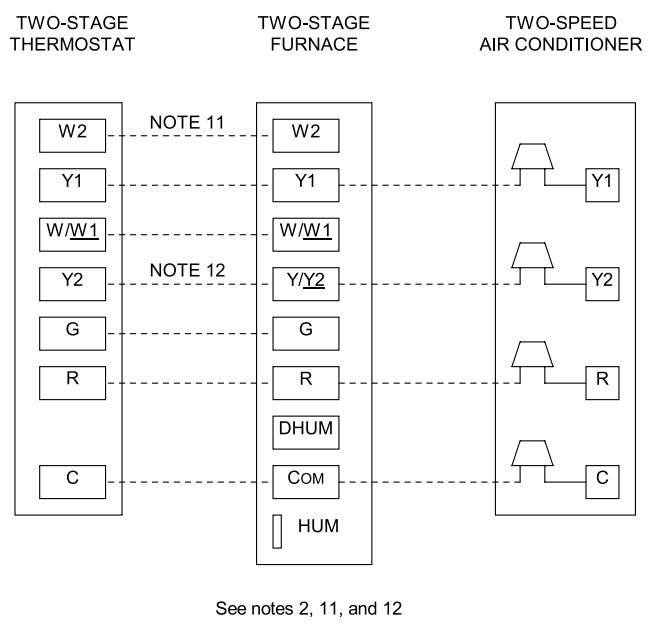 TWO-STAGE
THERMOSTAT
TWO-STAGE
FURNACE
TWO-SPEED
AIR CONDITIONER
W2
NOTE 11
W2
Y1
Y1
Y1
W/W1
W/W1
Y2
NOTE 12
Y/Y2
Y2
G
G
R
R
R
DHUM
C
COM
C
HUM
See notes 2, 11, and 12